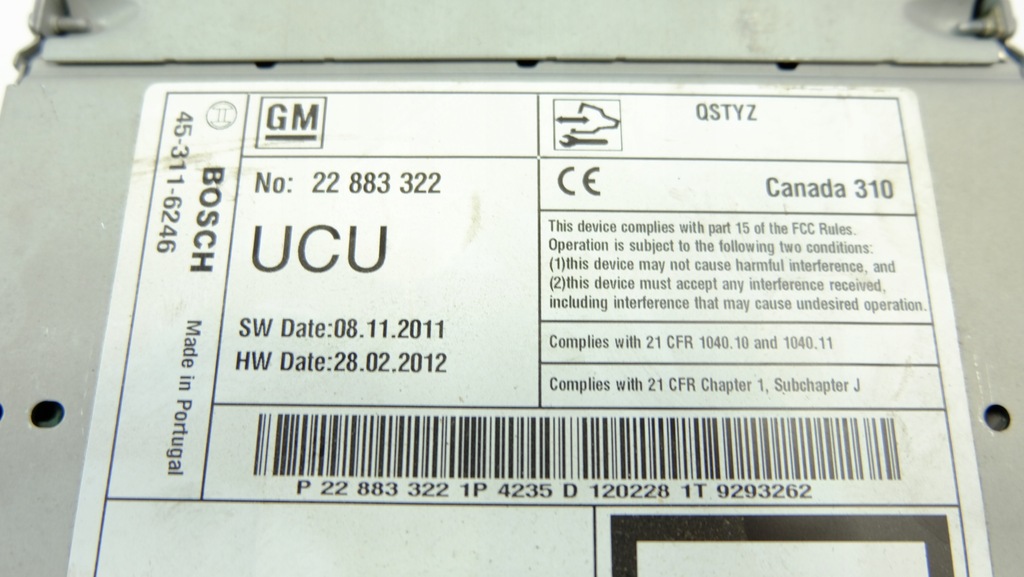 GM
QSTYZ
45-311-6246
BOSCH
Made in Portugal
No: 22 883 322
UCU
SW Date:08.11.2011
HW Date:28.02.2012
CE
Canada 310
This device complies with part 15 of the FCC Rules.
Operation is subject to the following two conditions:
(1)this device may not cause harmful interference, and
(2)this device must accept any interference received,
including interference that may cause undesired operation.
Complies with 21 CFR 1040.10 and 1040.11
Complies with 21 CFR Chapter 1, Subchapter J
P 22 883 322 1P 4235 D 120228 1T 9293262